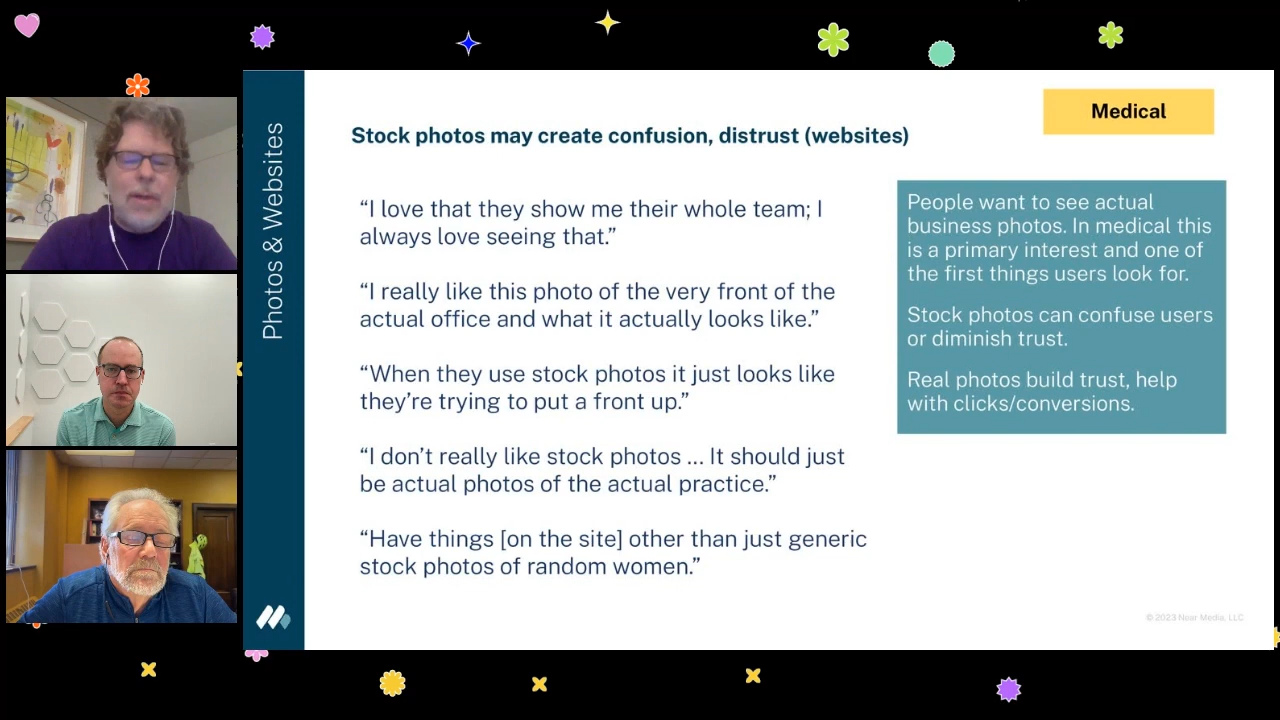 Photos & Websites
Medical
Stock photos may create confusion, distrust (websites)
“I love that they show me their whole team; I
always love seeing that.”
“I really like this photo of the very front of the
actual office and what it actually looks like.”
“When they use stock photos it just looks like
they’re trying to put a front up.”
“I don’t really like stock photos ... It should just
be actual photos of the actual practice.”
“Have things [on the site] other than just generic
stock photos of random women.”
People want to see actual
business photos. In medical this
is a primary interest and one of
the first things users look for.
Stock photos can confuse users
or diminish trust.
Real photos build trust, help
with clicks/conversions.
© 2023 Near Media, LLC